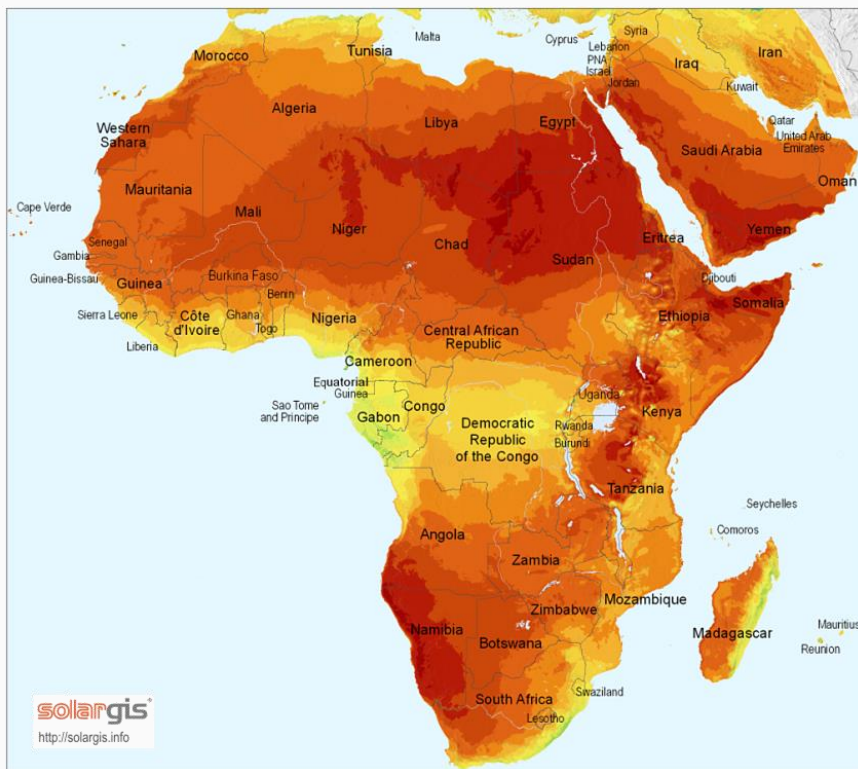 Malta
Cyprus
Syria
Lebanon
PNA
Israel
Jordan
Iraq
Iran
Kuwait
Morocco
Tunisia
Algeria
Libya
Egypt
Qatar
United Arab
Emirates
Saudi Arabia
Oman
Western
Sahara
Mauritania
Cape Verde
Mali
Niger
Chad
Sudan
Eritrea
Yemen
Senegal
Gambia
Guinea-Bissau
Guinea
Burkina Faso
Benin
Djibouti
Somalia
Sierra Leone
Liberia
Côte
d'Ivoire
Ghana
Togo
Nigeria
Central African
Republic
Ethiopia
Cameroon
Equatorial
Guinea
Sao Tome
and Principe
Gabon
Congo
Democratic
Republic
of the Congo
Uganda
Kenya
Rwanda
Burundi
Tanzania
Seychelles
Comoros
Angola
Zambia
Mozambique
Zimbabwe
Madagascar
Mauritius
Reunion
Namibia
Botswana
Swaziland
South Africa
Lesotho
solargis
http://solargis.info